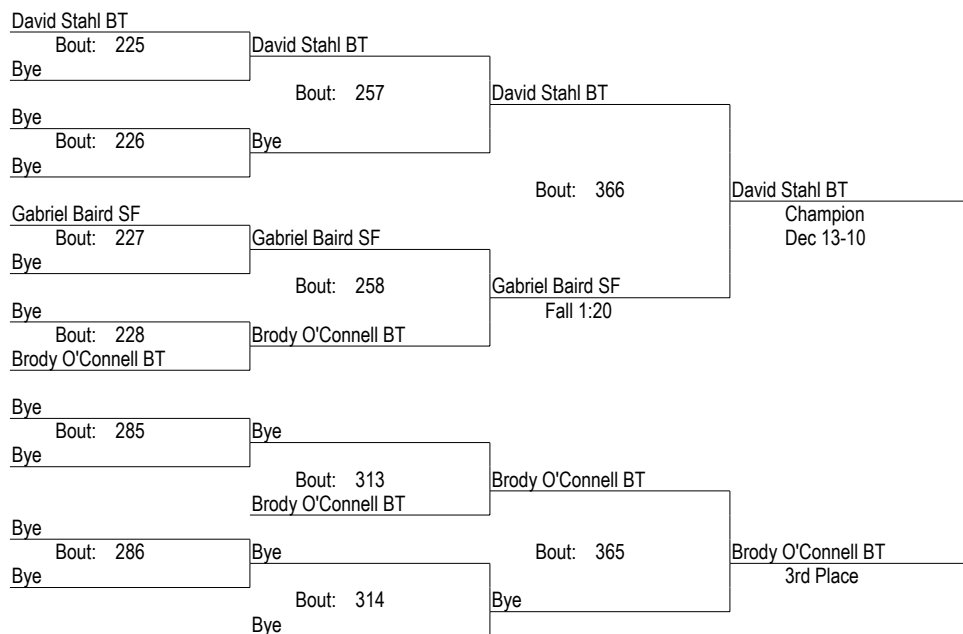 David Stahl BT
Bout: 225
David Stahl BT
Bye
Bout: 257
David Stahl BT
Bye
Bout: 226
Bye
Bye
Bout: 366
David Stahl BT
Champion
Dec 13-10
Gabriel Baird SF
Bout: 227
Gabriel Baird SF
Bye
Bout: 258
Gabriel Baird SF
Fall 1:20
Bye
Bout: 228
Brody O'Connell BT
Brody O'Connell BT
Bye
Bout: 285
Bye
Bye
Bout: 313
Brody O'Connell BT
Brody O'Connell BT
Bye
Bout: 286
Bye
Bout: 365
Brody O'Connell BT
3rd Place
Bye
Bout: 314
Bye
Bye